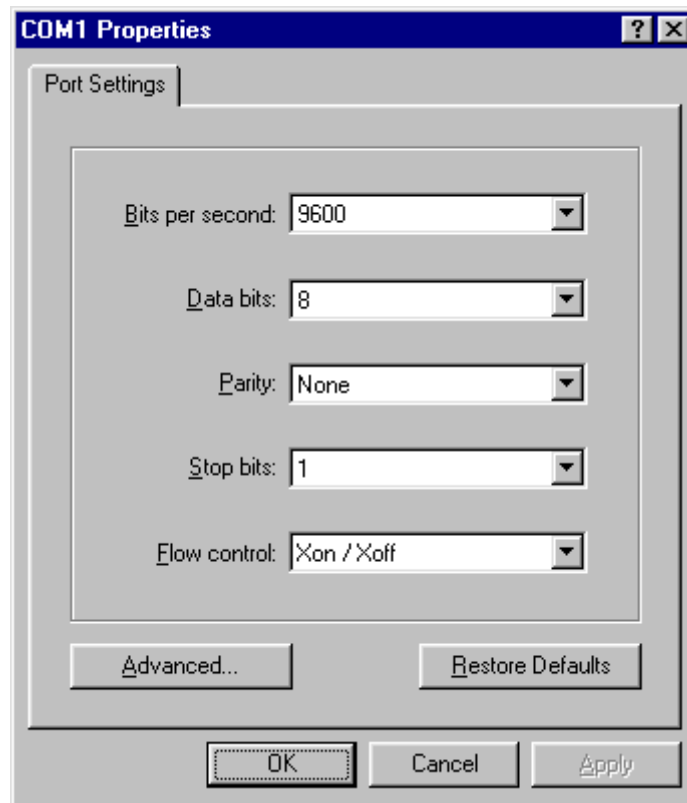 COM1 Properties
Port Settings
Bits per second: 9600
Data bits: 8
Parity: None
Stop bits: 1
Flow control: Xon / Xoff
Advanced... Restore Defaults
OK Cancel Apply